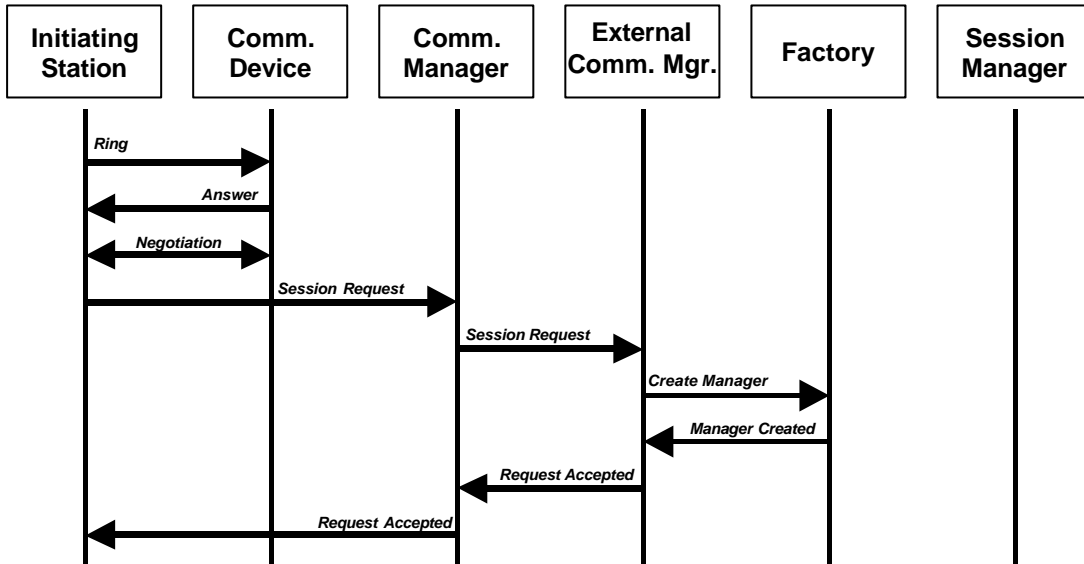 Initiating
Station
Comm.
Device
Comm.
Manager
External
Comm. Mgr.
Factory
Session
Manager
Ring
Answer
Negotiation
Session Request
Session Request
Create Manager
Manager Created
Request Accepted
Request Accepted